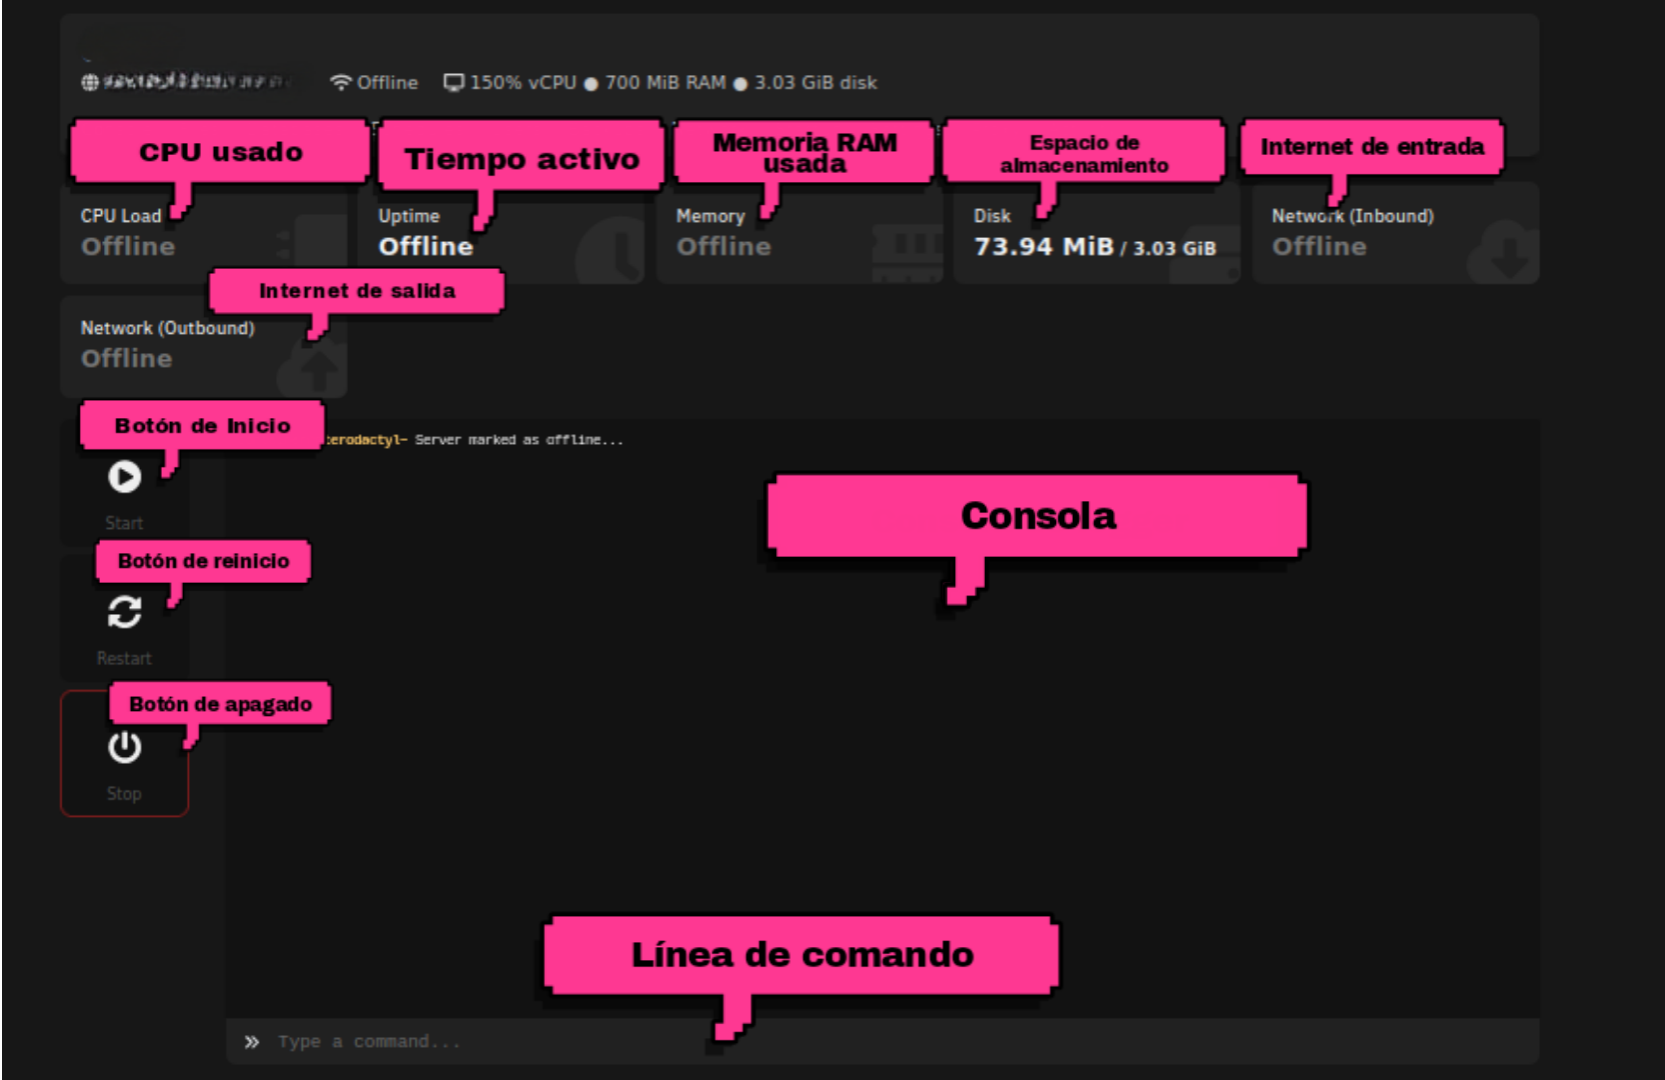 Offline 150% vCPU ● 700 MiB RAM ● 3.03 GiB disk
CPU usado
Tiempo activo
Memoria RAM
usada
Espacio de
almacenamiento
Internet de entrada
CPU Load
Offline
Uptime
Offline
Memory
Offline
Disk
73.94 MiB / 3.03 GiB
Network (Inbound)
Offline
Internet de salida
Network (Outbound)
Offline
Botón de Inicio
terodactyl~ Server marked as offline...
Start
Consola
Botón de reinicio
Restart
Botón de apagado
Stop
Línea de comando
» Type a command...